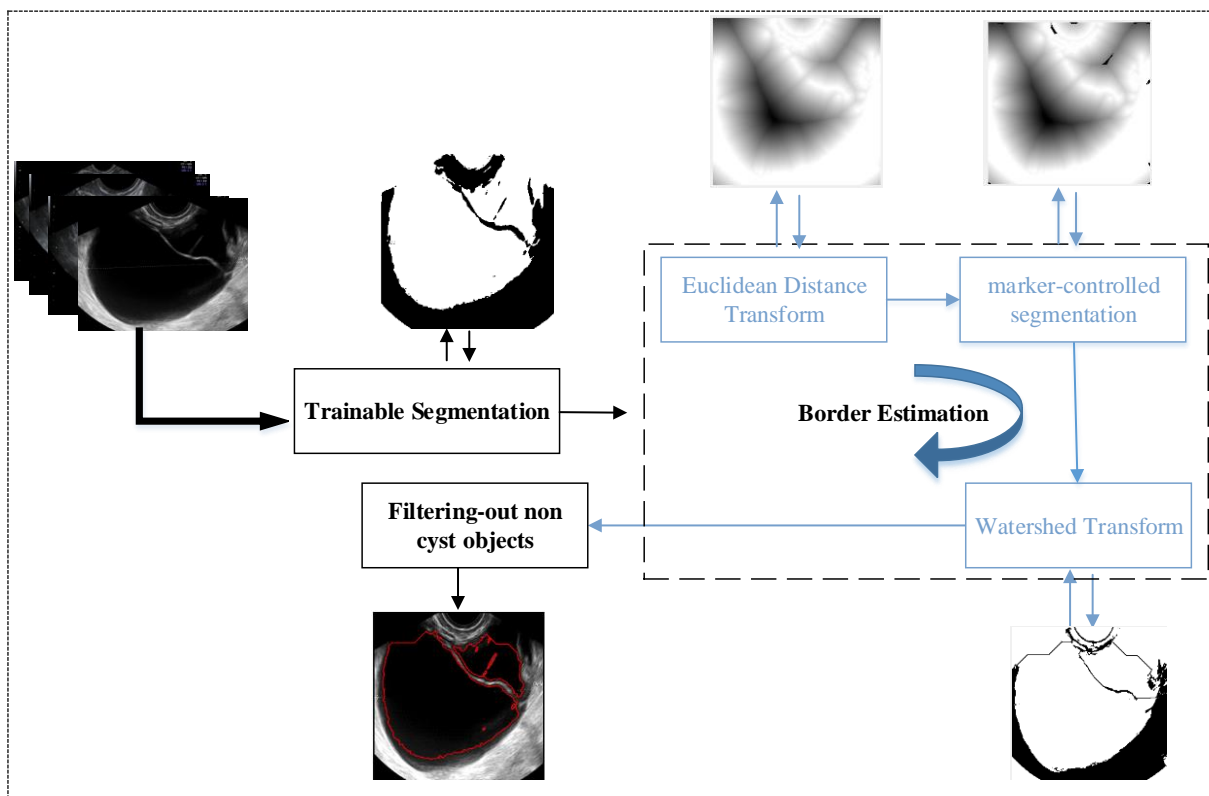 Euclidean Distance
Transform
marker-controlled
segmentation
Trainable Segmentation
Border Estimation
Filtering-out non
cyst objects
Watershed Transform